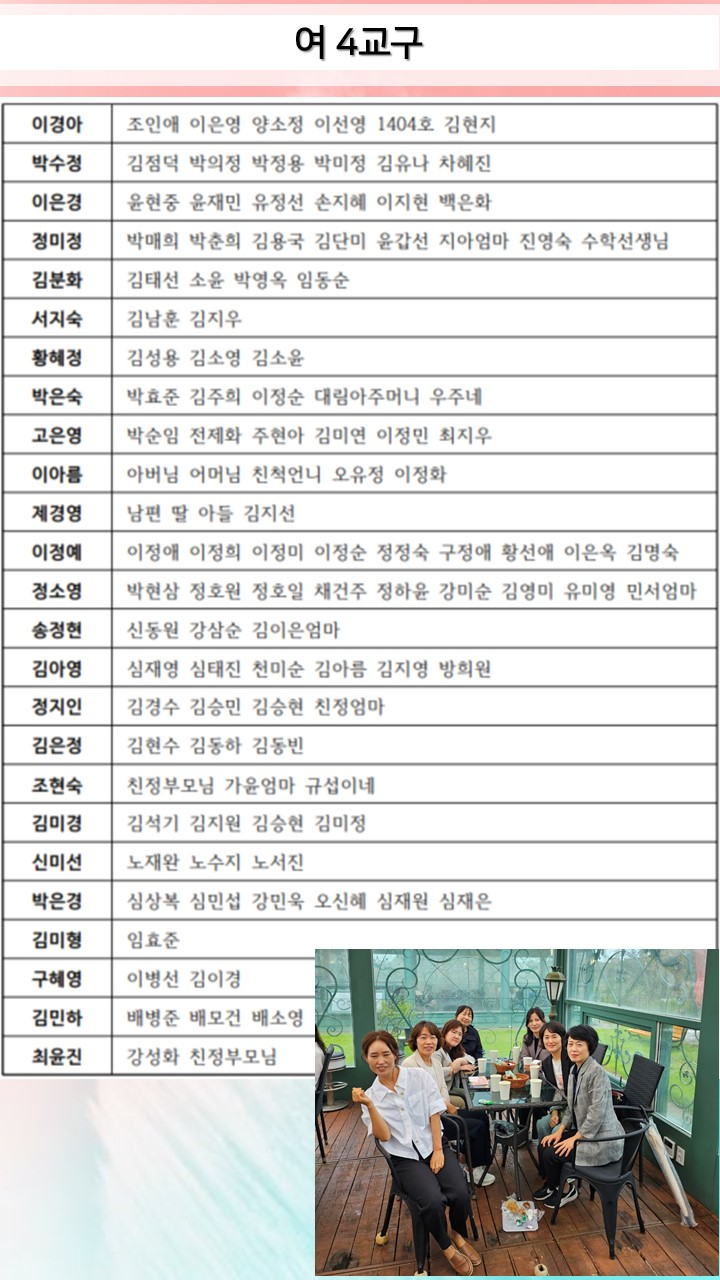 여 4교구
이경아 조인애 이은영 양소정 이선영 1404호 김현지
박수정 김점덕 박의정 박정용 박미정 김유나 차혜진
이은경 윤현중 윤재민 유정선 손지혜 이지현 백은화
정미정 박매희 박춘희 김용국 김단미 윤갑선 지아엄마 진영숙 수학선생님
김분화 김태선 소윤 박영옥 임동순
서지숙 김남훈 김지우
황혜정 김성용 김소영 김소윤
박은숙 박효준 김주희 이정순 대림아주머니 우주네
고은영 박순임 전제화 주현아 김미연 이정민 최지우
이아름 아버님 어머님 친척언니 오유정 이정화
제경영 남편 딸 아들 김지선
이정예 이정애 이정희 이정미 이정순 정정숙 구정애 황선애 이은옥 김명숙
정소영 박현삼 정호원 정호일 채건주 정하윤 강미순 김영미 유미영 민서엄마
송정현 신동원 강삼순 김이은엄마
김아영 심재영 심태진 천미순 김아름 김지영 방희원
정지인 김경수 김승민 김승현 친정엄마
김은정 김현수 김동하 김동빈
조현숙 친정부모님 가윤엄마 규섭이네
김미경 김석기 김지원 김승현 김미정
신미선 노재완 노수지 노서진
박은경 심상복 심민섭 강민욱 오신혜 심재원 심재은
김미형 임효준
구혜영 이병선 김이경
김민하 배병준 배모건 배소영
최윤진 강성화 친정부모님